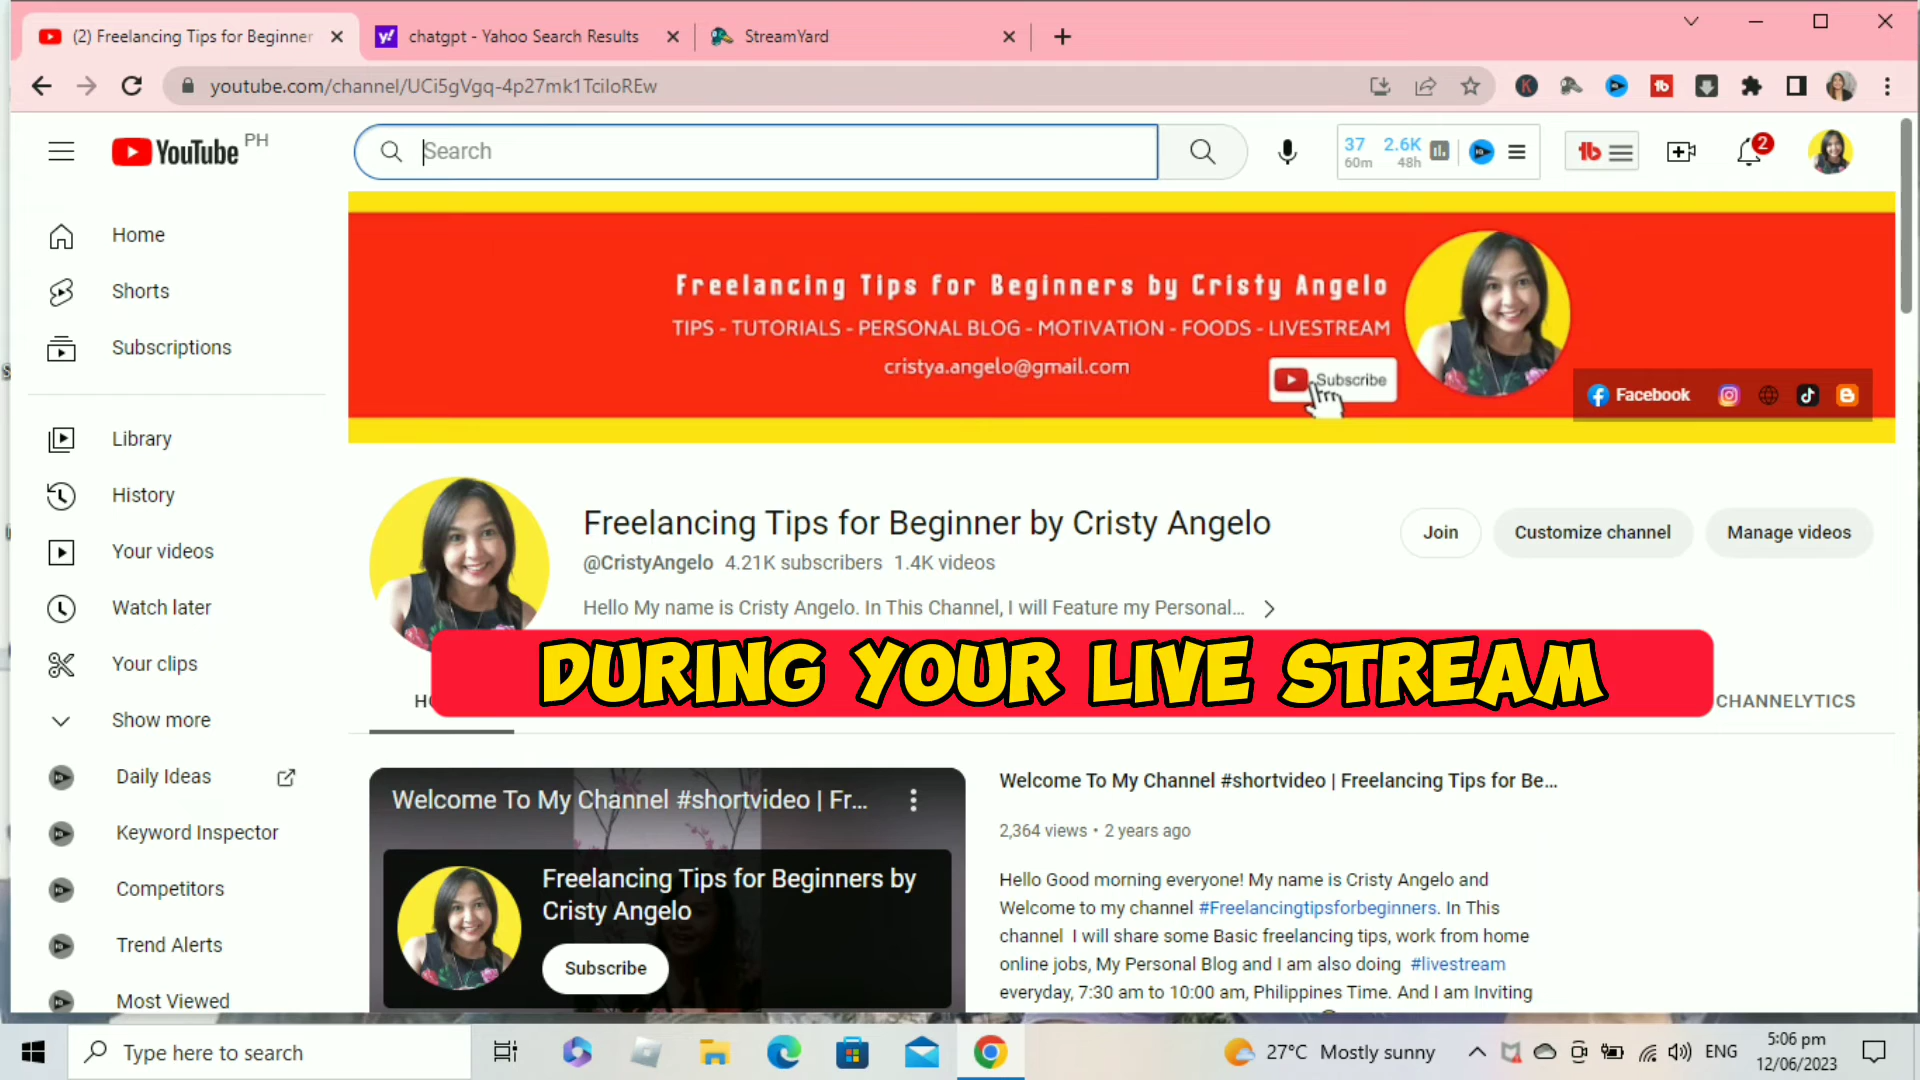 (2) Freelancing Tips for Beginner
chatgpt - Yahoo Search Results
StreamYard
youtube.com/channel/UCi5gVgq-4p27mk1TciloREw
YouTube PH
Search
37 2.6K
60m 48h
2
Home
Shorts
Subscriptions
Library
History
Your videos
Watch later
Your clips
Show more
Daily Ideas
Keyword Inspector
Competitors
Trend Alerts
Most Viewed
Freelancing Tips for Beginners by Cristy Angelo
TIPS - TUTORIALS - PERSONAL BLOG - MOTIVATION - FOODS - LIVESTREAM
cristya.angelo@gmail.com
Subscribe
Facebook
Freelancing Tips for Beginner by Cristy Angelo
@CristyAngelo 4.21K subscribers 1.4K videos
Hello My name is Cristy Angelo. In This Channel, I will Feature my Personal...
Join
Customize channel
Manage videos
DURING YOUR LIVE STREAM
CHANNELYTICS
Welcome To My Channel #shortvideo | Fr...
Freelancing Tips for Beginners by
Cristy Angelo
Subscribe
Welcome To My Channel #shortvideo | Freelancing Tips for Be...
2,364 views • 2 years ago
Hello Good morning everyone! My name is Cristy Angelo and
Welcome to my channel #Freelancingtipsforbeginners. In This
channel I will share some Basic freelancing tips, work from home
online jobs, My Personal Blog and I am also doing #livestream
everyday, 7:30 am to 10:00 am, Philippines Time. And I am Inviting
Type here to search
27°C Mostly sunny
ENG
5:06 pm
12/06/2023